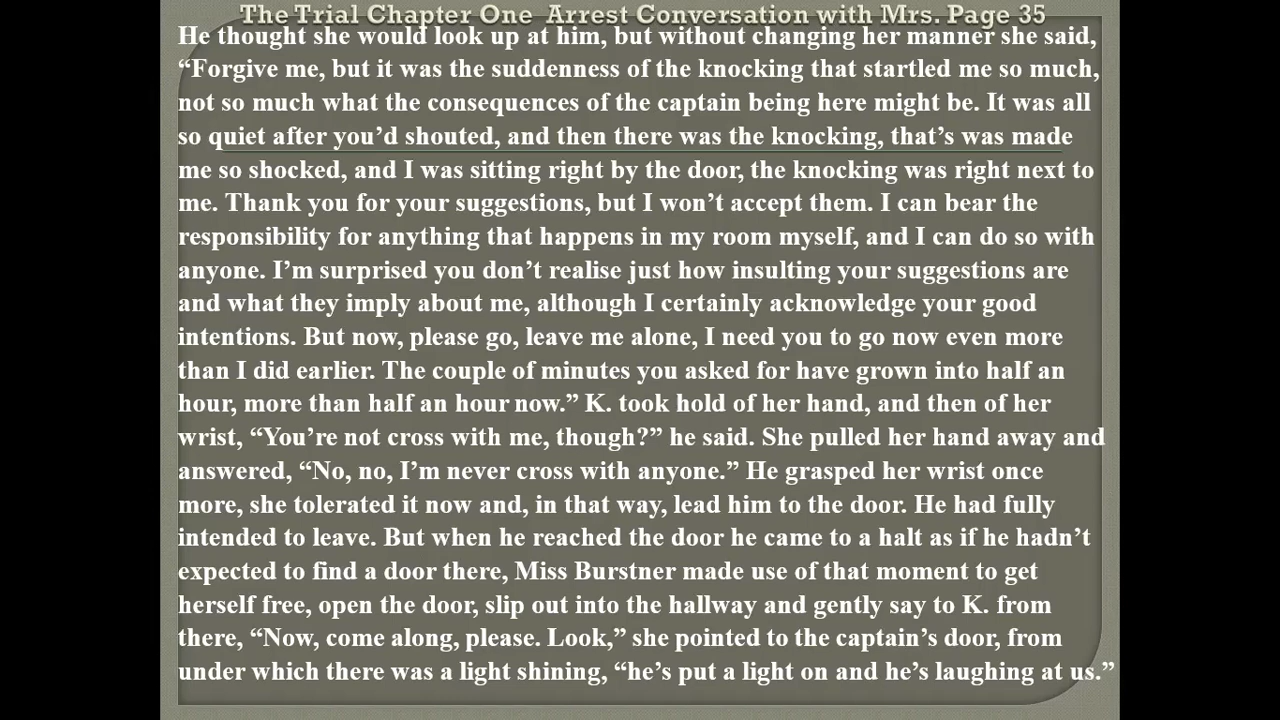 The Trial Chapter One Arrest Conversation with Mrs. Page 35
He thought she would look up at him, but without changing her manner she said,
“Forgive me, but it was the suddenness of the knocking that startled me so much,
not so much what the consequences of the captain being here might be. It was all
so quiet after you’d shouted, and then there was the knocking, that’s was made
me so shocked, and I was sitting right by the door, the knocking was right next to
me. Thank you for your suggestions, but I won’t accept them. I can bear the
responsibility for anything that happens in my room myself, and I can do so with
anyone. I’m surprised you don’t realise just how insulting your suggestions are
and what they imply about me, although I certainly acknowledge your good
intentions. But now, please go, leave me alone, I need you to go now even more
than I did earlier. The couple of minutes you asked for have grown into half an
hour, more than half an hour now.” K. took hold of her hand, and then of her
wrist, “You’re not cross with me, though?” he said. She pulled her hand away and
answered, “No, no, I’m never cross with anyone.” He grasped her wrist once
more, she tolerated it now and, in that way, lead him to the door. He had fully
intended to leave. But when he reached the door he came to a halt as if he hadn’t
expected to find a door there, Miss Burstner made use of that moment to get
herself free, open the door, slip out into the hallway and gently say to K. from
there, “Now, come along, please. Look,” she pointed to the captain’s door, from
under which there was a light shining, “he’s put a light on and he’s laughing at us.”